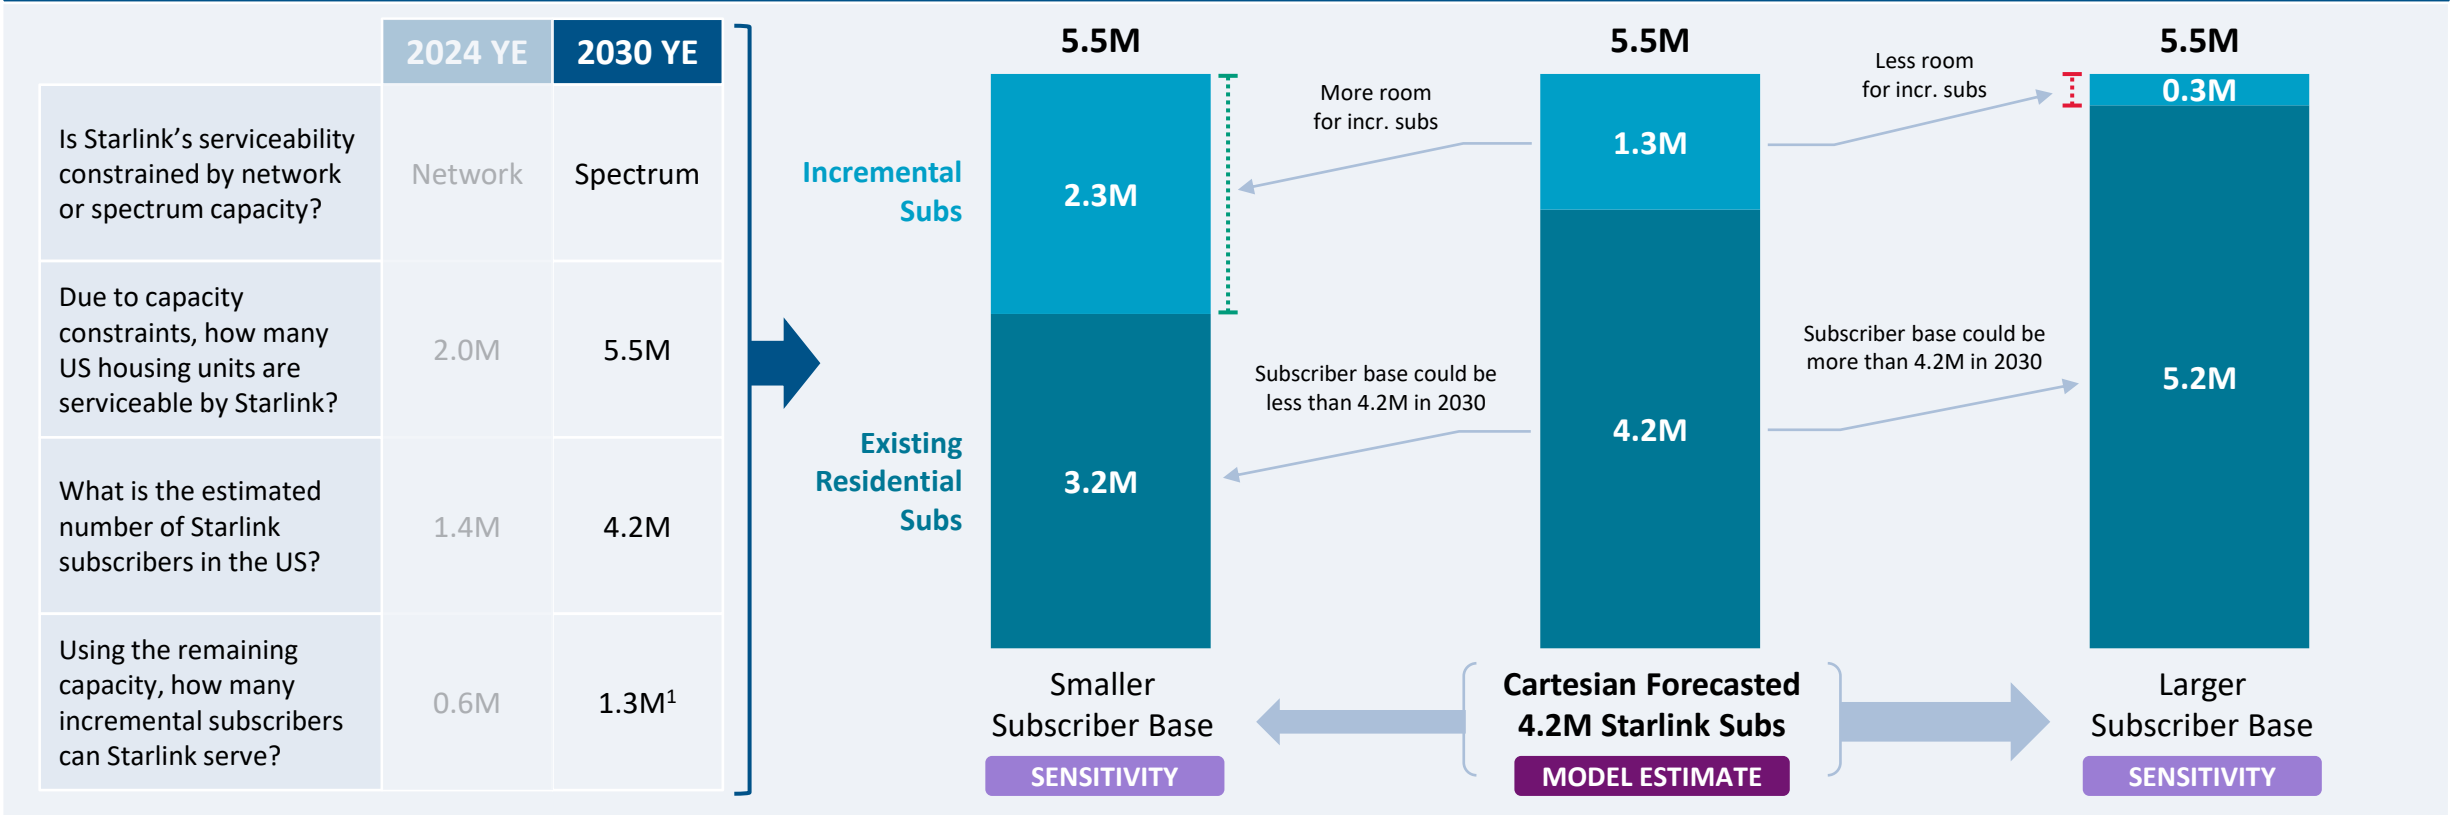 2024 YE
2030 YE
Is Starlink’s serviceability
constrained by network
or spectrum capacity?
Network
Spectrum
Due to capacity
constraints, how many
US housing units are
serviceable by Starlink?
2.0M
5.5M
What is the estimated
number of Starlink
subscribers in the US?
1.4M
4.2M
Using the remaining
capacity, how many
incremental subscribers
can Starlink serve?
0.6M
1.3M¹
Incremental
Subs
Existing
Residential
Subs
5.5M
2.3M
3.2M
Smaller
Subscriber Base
SENSITIVITY
More room
for incr. subs
Subscriber base could be
less than 4.2M in 2030
5.5M
1.3M
4.2M
Cartesian Forecasted
4.2M Starlink Subs
MODEL ESTIMATE
Less room
for incr. subs
Subscriber base could be
more than 4.2M in 2030
5.5M
0.3M
5.2M
Larger
Subscriber Base
SENSITIVITY